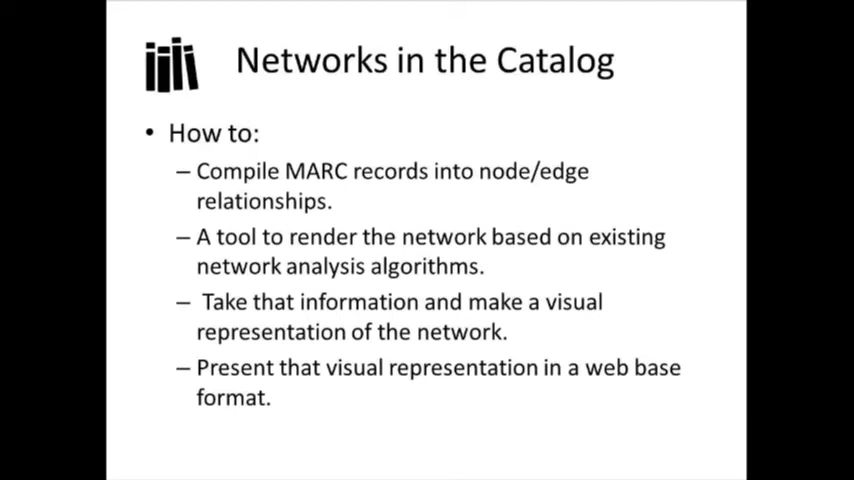 Networks in the Catalog
• How to:
– Compile MARC records into node/edge
relationships.
– A tool to render the network based on existing
network analysis algorithms.
– Take that information and make a visual
representation of the network.
– Present that visual representation in a web base
format.